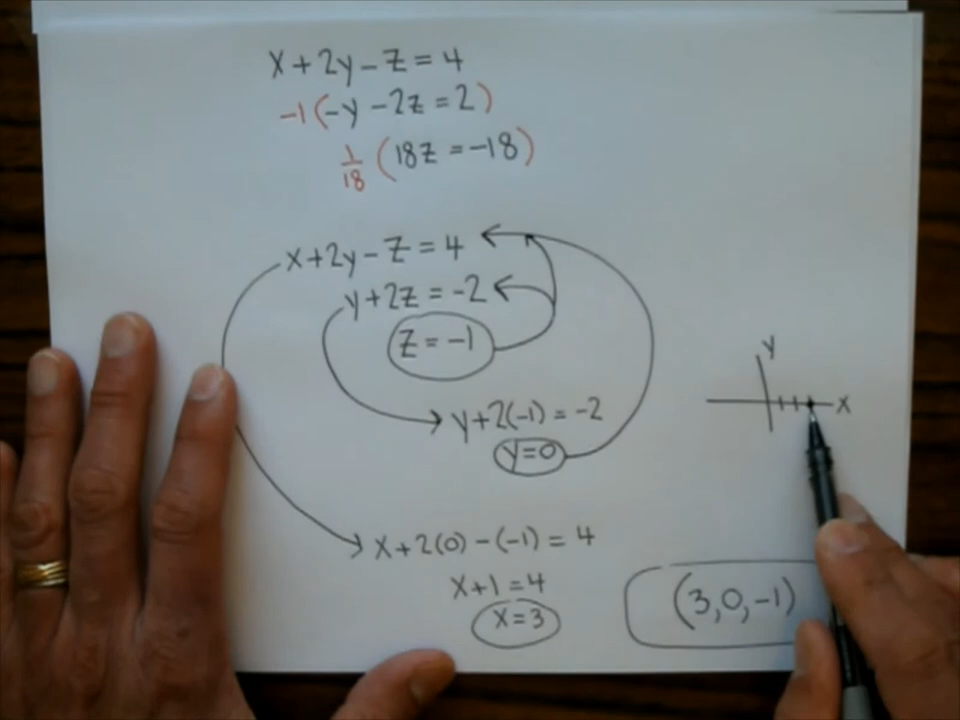 x + 2y - z = 4
-1 (-y - 2z = 2)
1/18 (18z = -18)
x + 2y - z = 4
y + 2z = -2
z = -1
y + 2(-1) = -2
y = 0
x + 2(0) - (-1) = 4
x + 1 = 4
x = 3
y
x
(3, 0, -1)